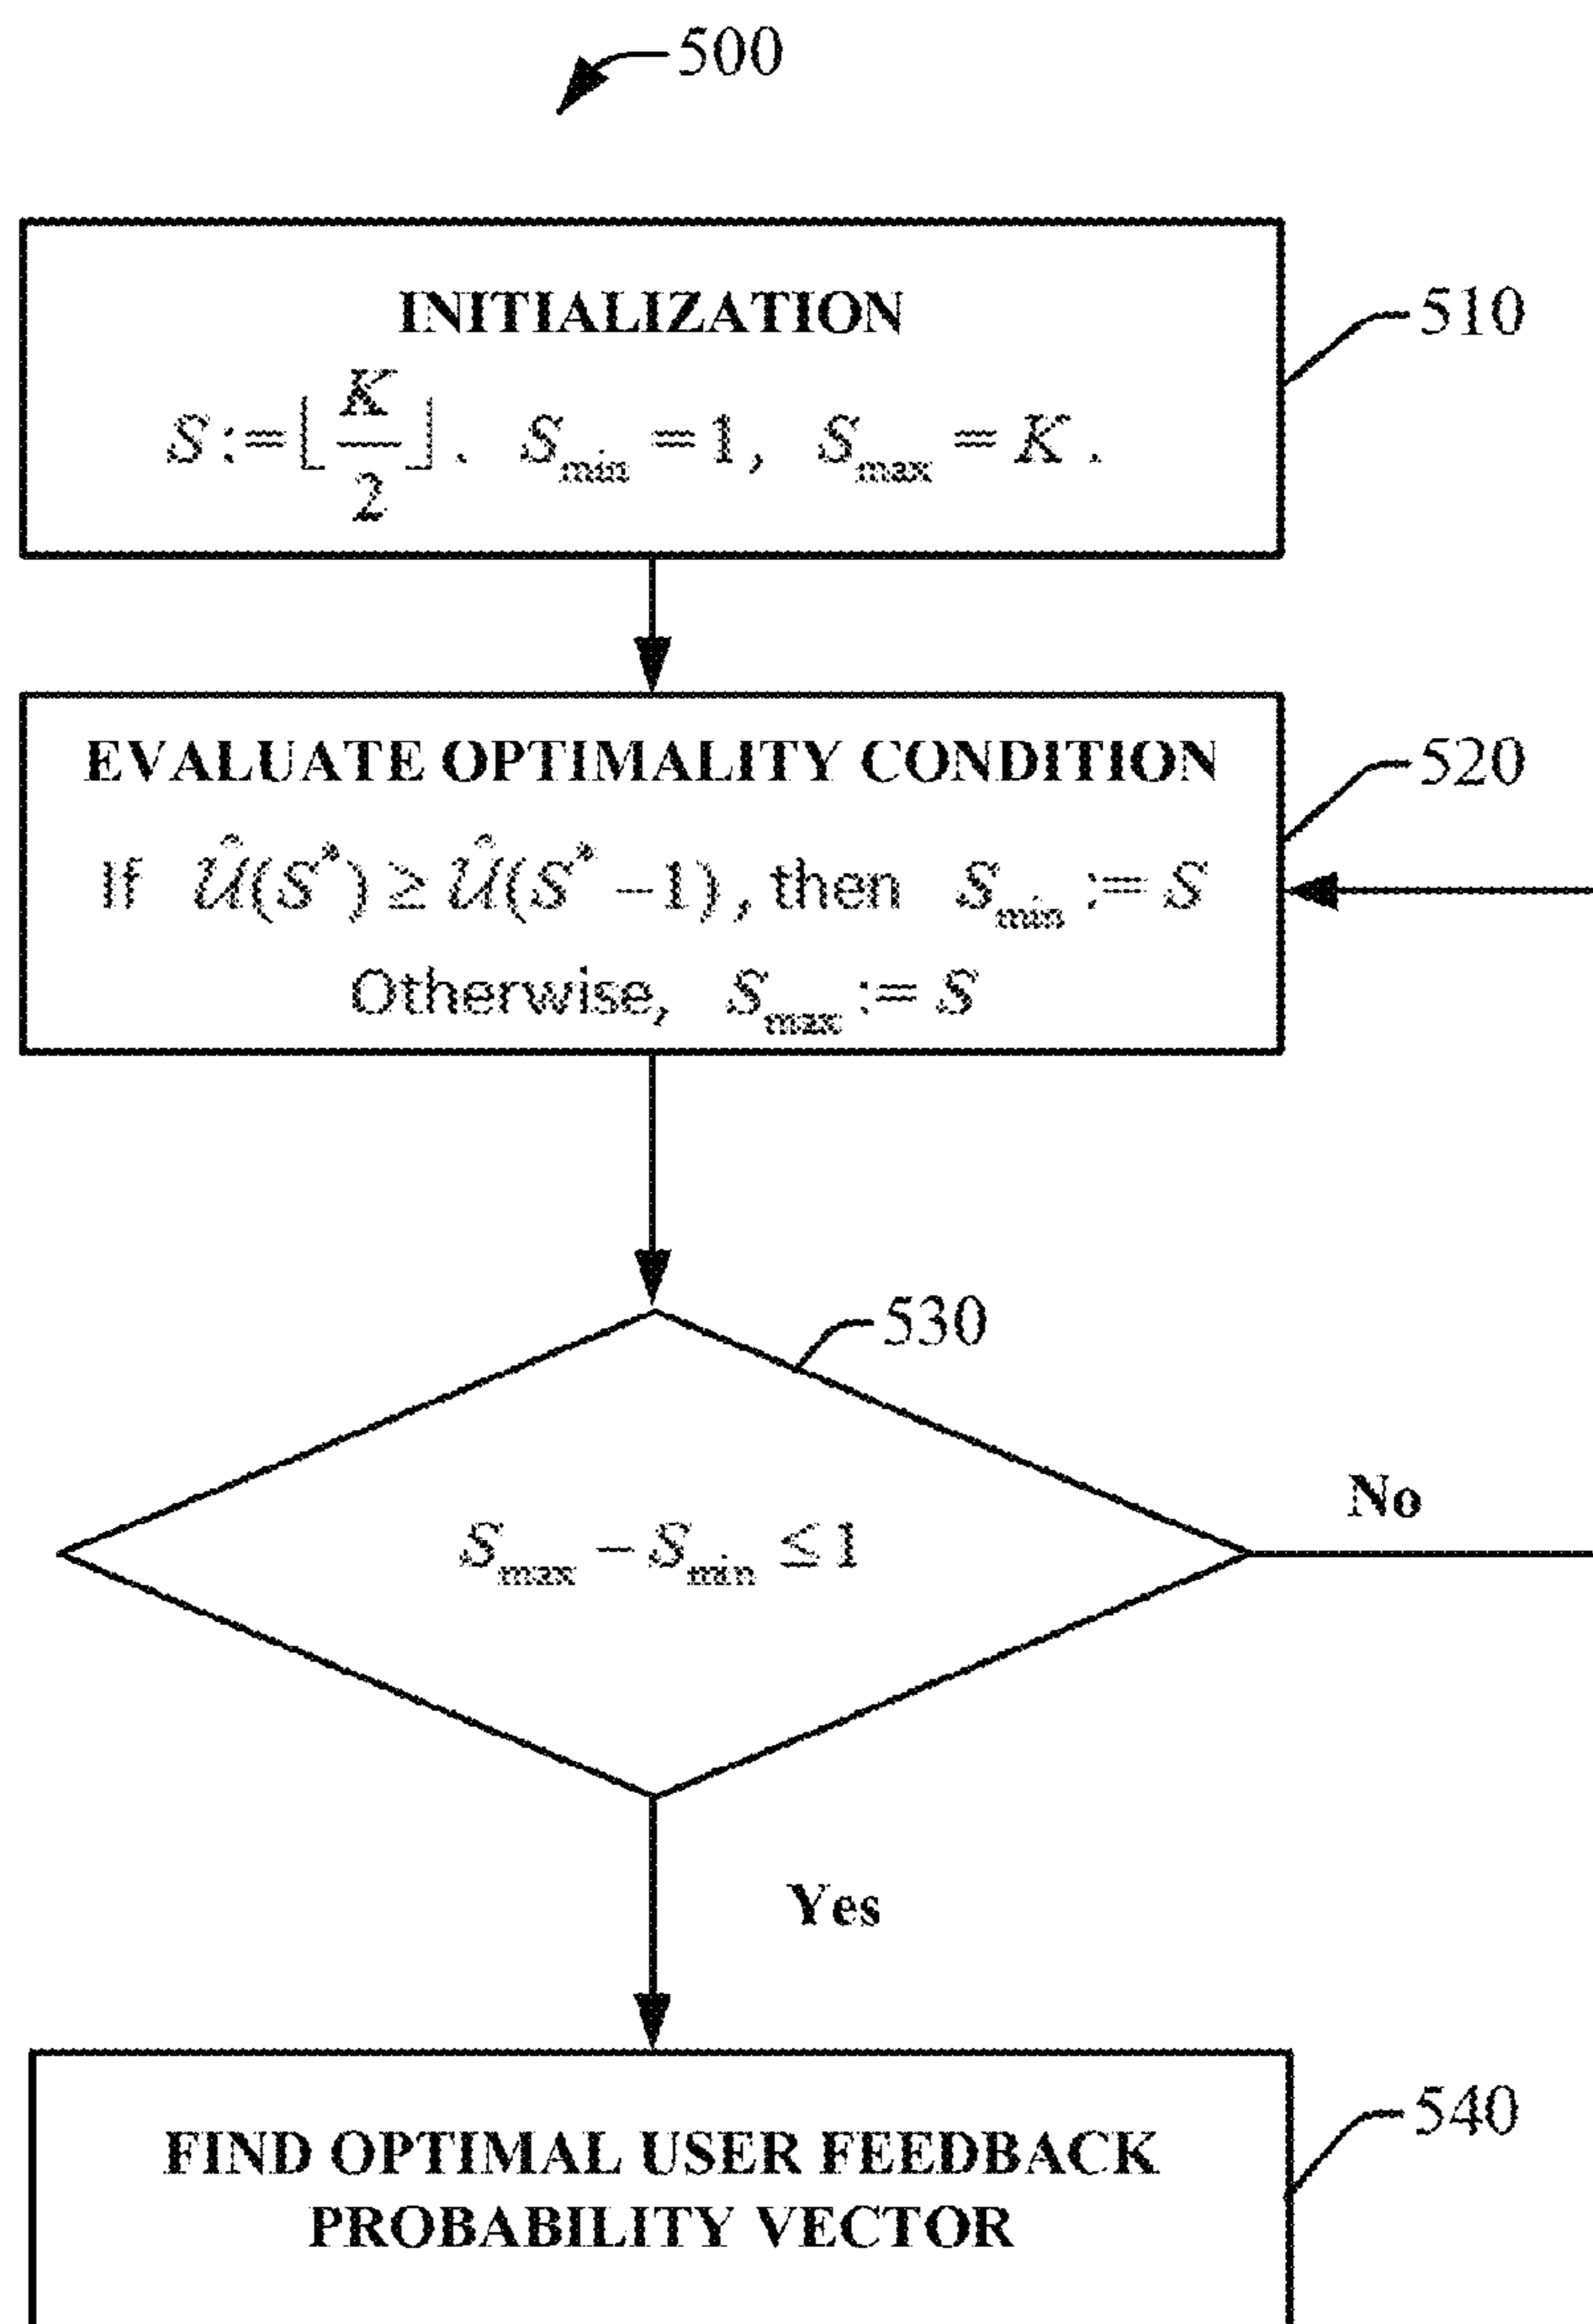 500
INITIALIZATION
510
S := ⌊K/2⌋. S_min = 1, S_max = K.
EVALUATE OPTIMALITY CONDITION
520
If Û(S*) ≥ Û(S* − 1), then S_min := S
Otherwise, S_max := S
530
S_max − S_min ≤ 1
No
Yes
540
FIND OPTIMAL USER FEEDBACK
PROBABILITY VECTOR